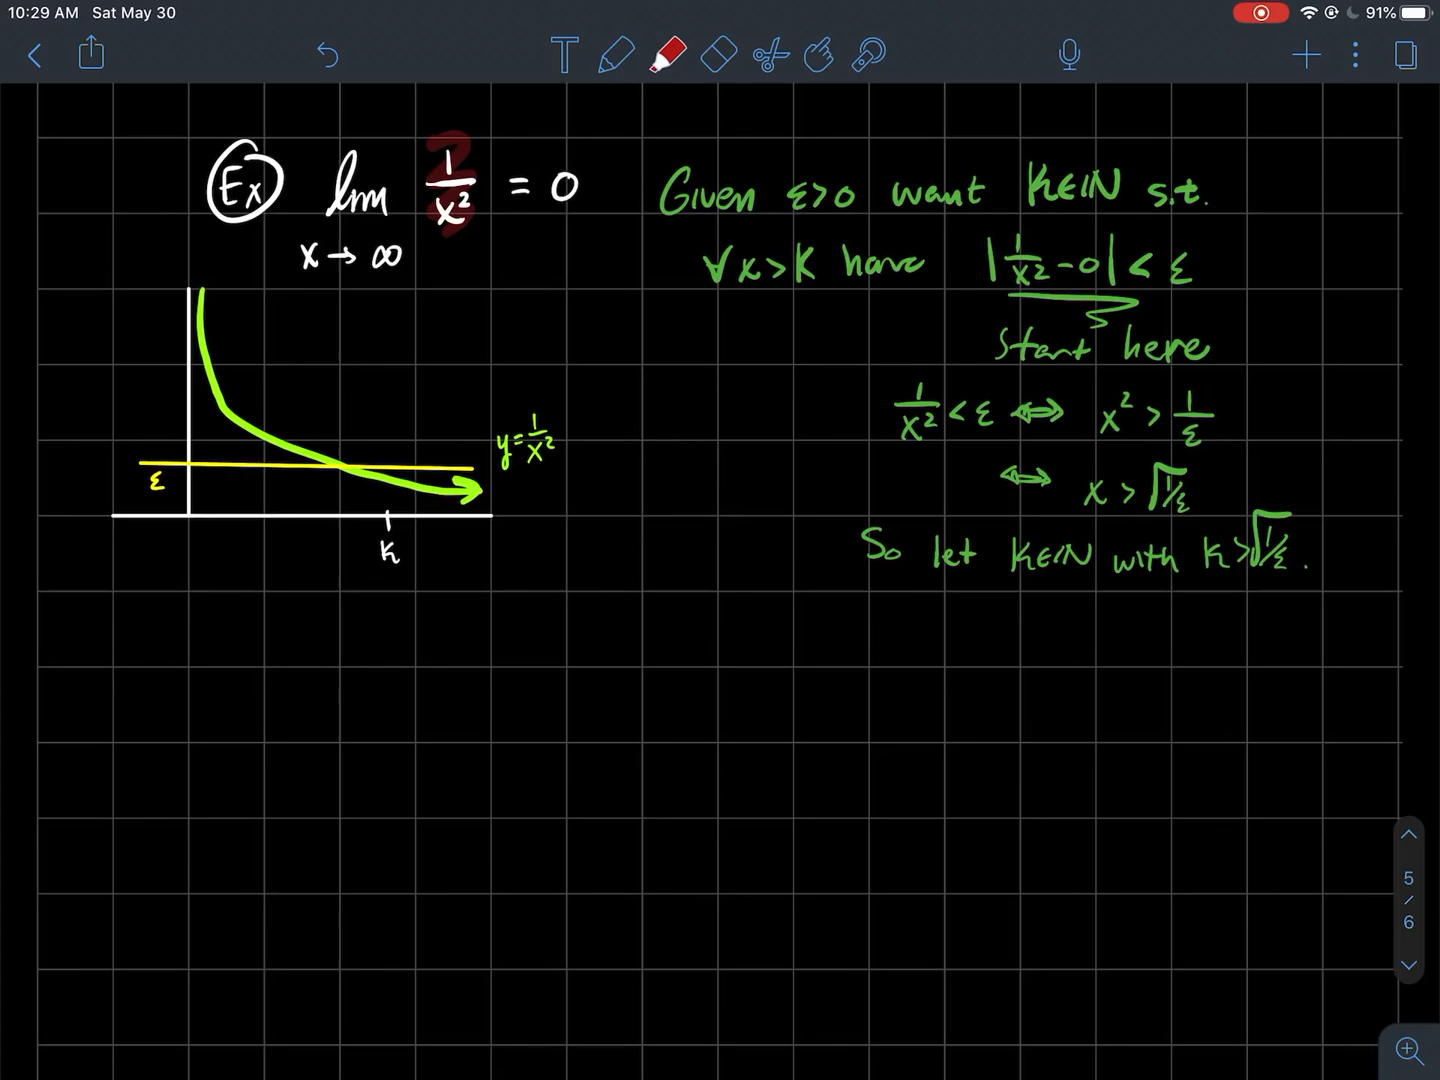 10:29 AM Sat May 30
91%
Ex lim 1/x² = 0
x → ∞
Given ε>0 want K∈ℕ s.t.
∀x>K have |1/x² - 0| < ε
Start here
1/x² < ε ⟺ x² > 1/ε
⟺ x > √(1/ε)
So let K∈ℕ with K>√(1/ε).
y=1/x²
ε
K
T
5
/
6